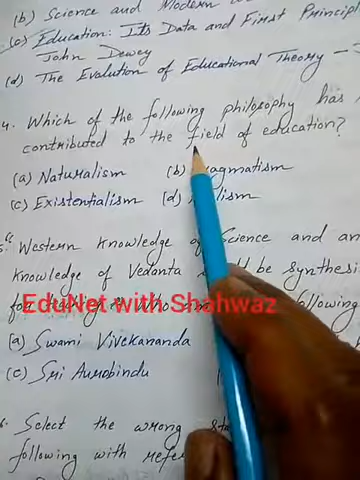 (b) Science and Modern
(c) Education: Its Data and First Principl
John Dewey
(d) The Evolution of Educational Theory -
4. Which of the following philosophy has
contributed to the field of education?
(a) Naturalism (b) Pragmatism
(c) Existentialism (d)
5. "Western Knowledge of Science and an
Knowledge of Vedanta be synthesi
EduNet with Shahwaz
(a) Swami Vivekananda
(c) Sri Aurobindu
6. Select the wrong
following with refe